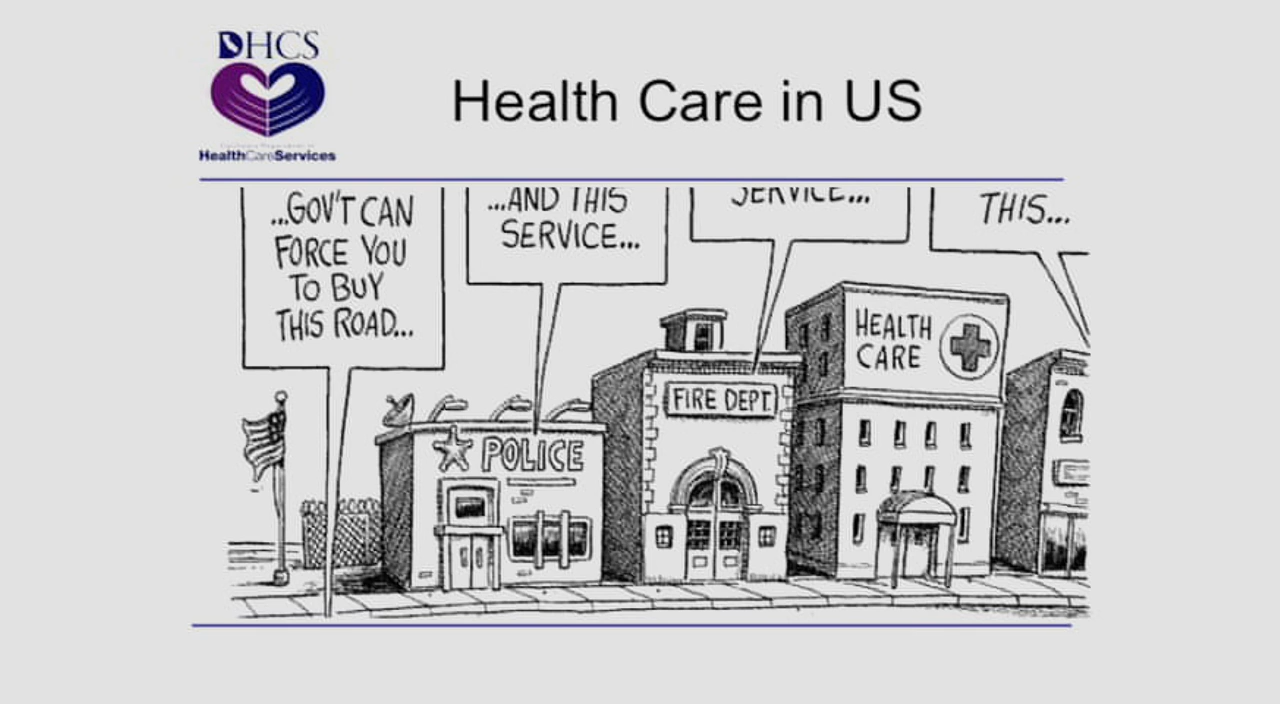 DHCS
HealthCareServices
Health Care in US
...GOV'T CAN
FORCE YOU
TO BUY
THIS ROAD...
...AND THIS
SERVICE...
SERVICE...
THIS...
POLICE
FIRE DEPT.
HEALTH
CARE